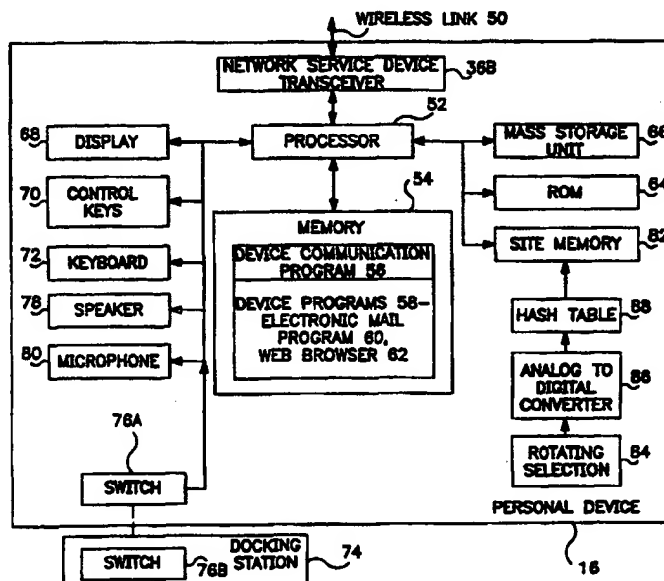 WIRELESS LINK 50
NETWORK SERVICE DEVICE
TRANSCEIVER
36B
52
68
DISPLAY
PROCESSOR
MASS STORAGE
UNIT
66
70
CONTROL
KEYS
54
ROM
64
MEMORY
SITE MEMORY
82
72
KEYBOARD
DEVICE COMMUNICATION
PROGRAM 56
78
SPEAKER
DEVICE PROGRAMS 58-
ELECTRONIC MAIL
PROGRAM 60,
WEB BROWSER 62
HASH TABLE
88
80
MICROPHONE
ANALOG TO
DIGITAL
CONVERTER
86
76A
ROTATING
SELECTION
84
SWITCH
PERSONAL DEVICE
SWITCH
76B
DOCKING
STATION
74
16